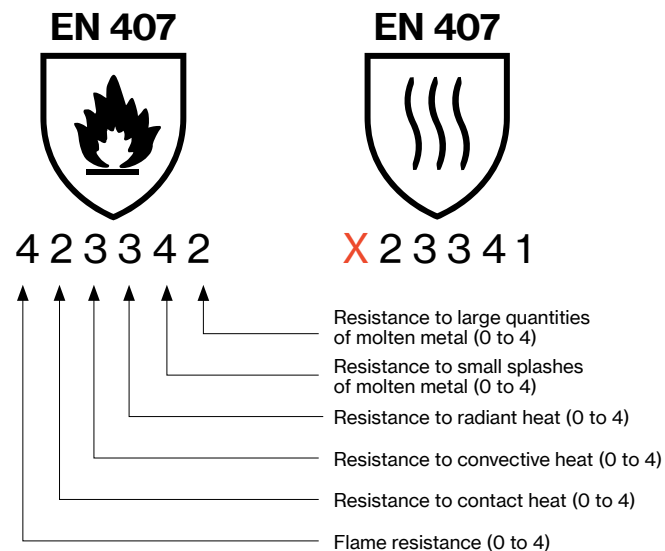 EN 407
EN 407
4 2 3 3 4 2
X 2 3 3 4 1
Resistance to large quantities
of molten metal (0 to 4)
Resistance to small splashes
of molten metal (0 to 4)
Resistance to radiant heat (0 to 4)
Resistance to convective heat (0 to 4)
Resistance to contact heat (0 to 4)
Flame resistance (0 to 4)